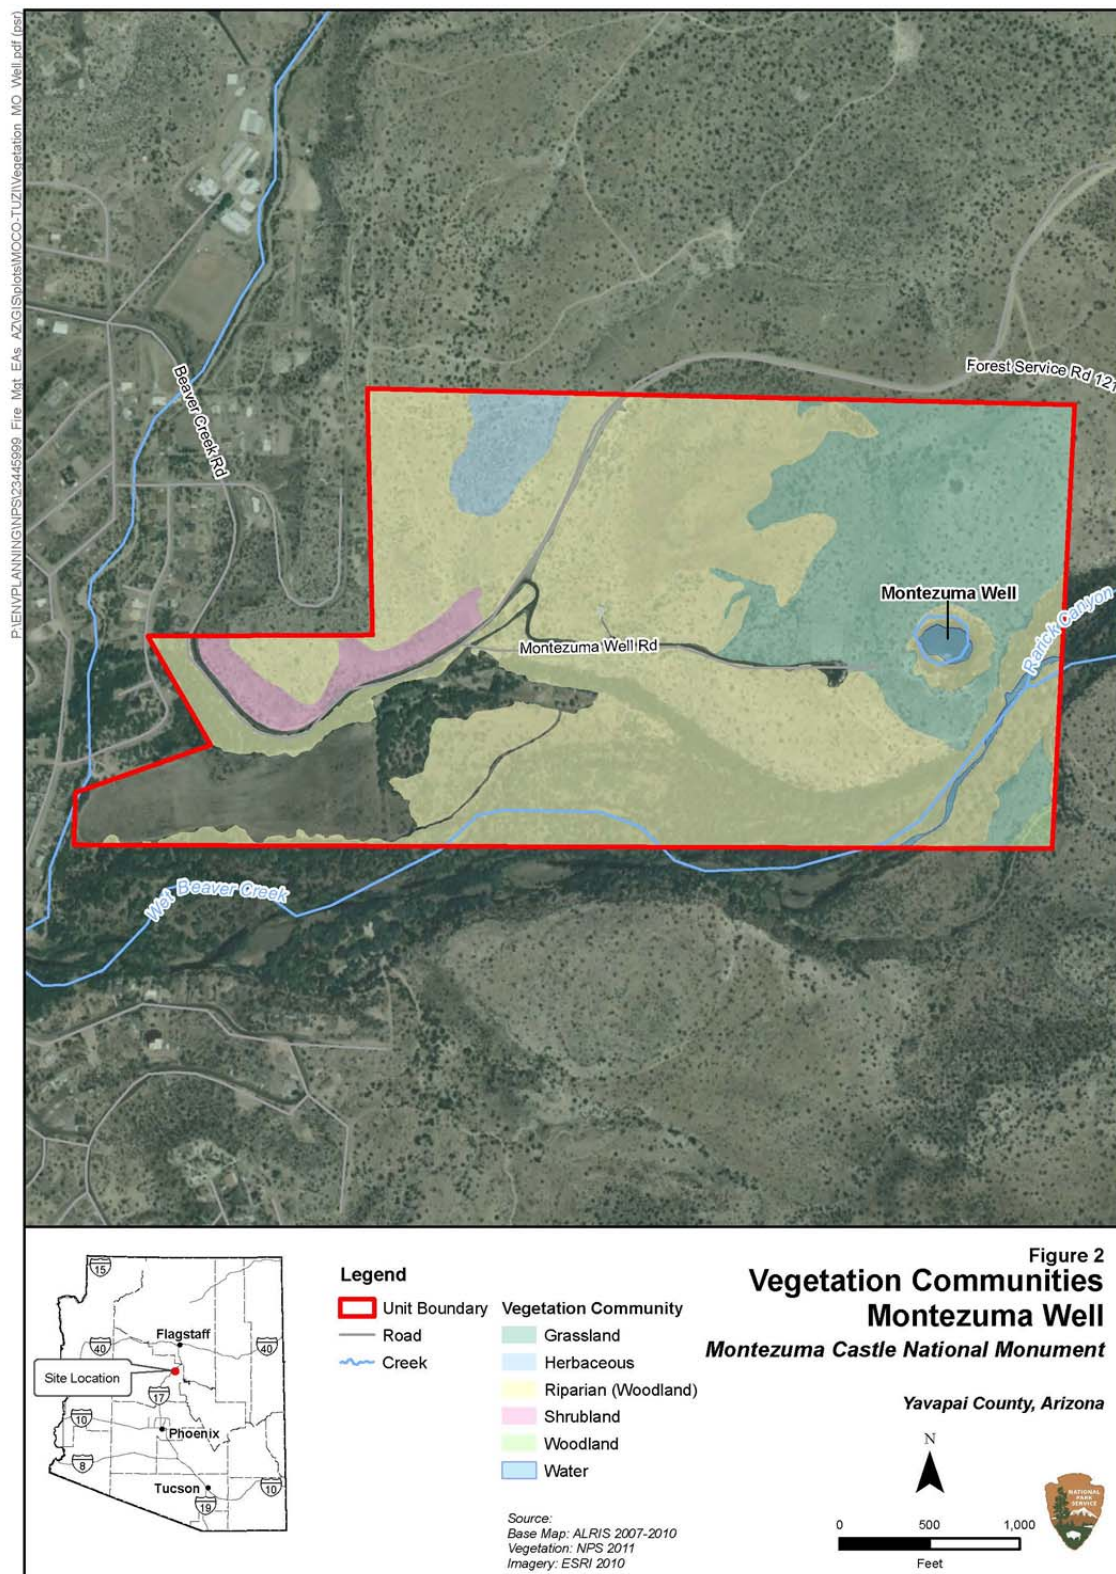 P:\ENVPLANNING\NPS\23445999_Fire_Mgt_EAs_AZ\GIS\plots\MOCO-TUZI\Vegetation_MO_Well.pdf (psr)
Beaver Creek Rd
Forest Service Rd 121
Montezuma Well
Rarick Canyon
Montezuma Well Rd
Wet Beaver Creek
15
Flagstaff
40
40
Site Location
17
10
Phoenix
8
Tucson
10
19
Legend
Unit Boundary
Road
Creek
Vegetation Community
Grassland
Herbaceous
Riparian (Woodland)
Shrubland
Woodland
Water
Source:
Base Map: ALRIS 2007-2010
Vegetation: NPS 2011
Imagery: ESRI 2010
Figure 2
Vegetation Communities
Montezuma Well
Montezuma Castle National Monument
Yavapai County, Arizona
N
0 500 1,000
Feet
NATIONAL
PARK
SERVICE